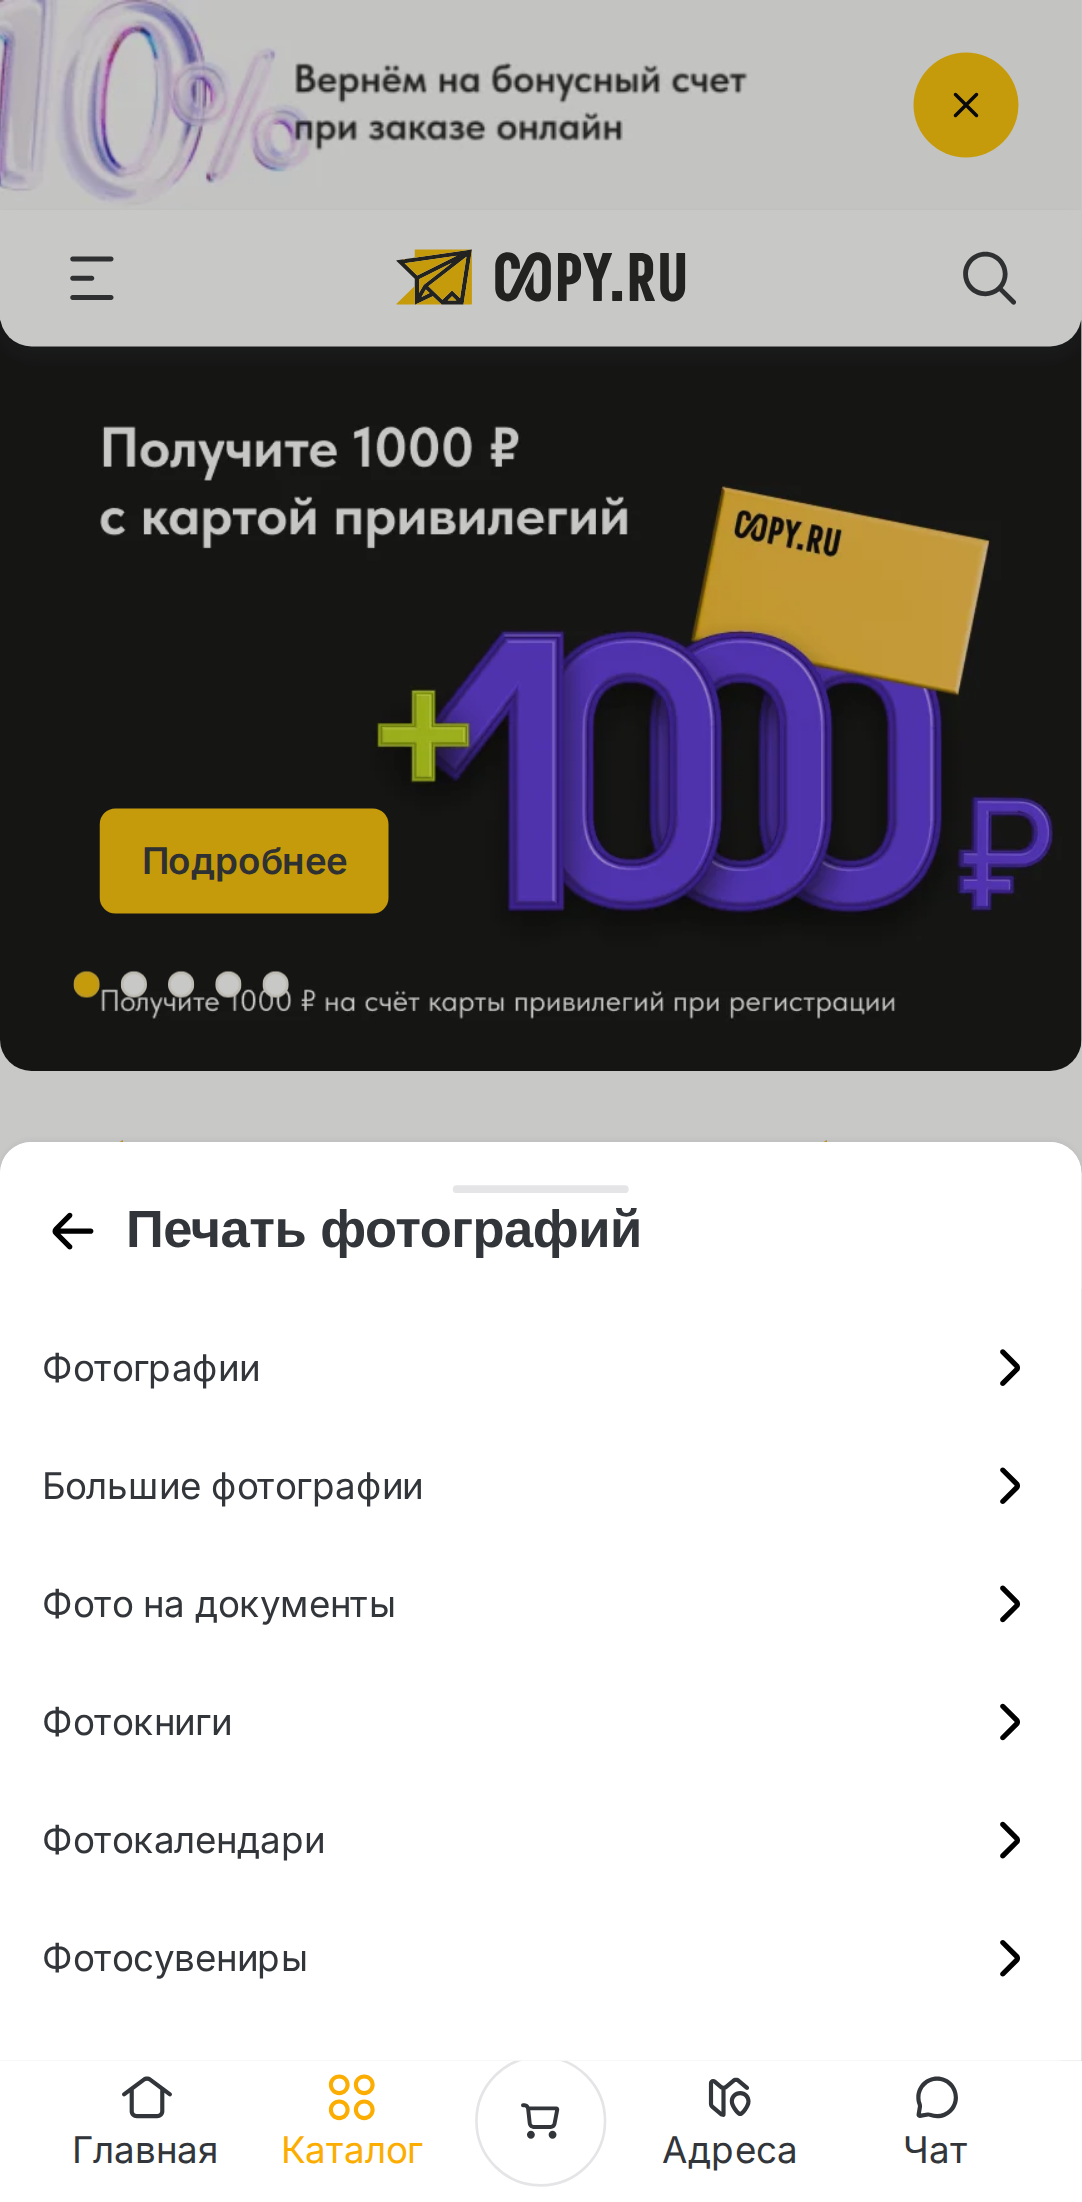 10%
Вернём на бонусный счет
при заказе онлайн
COPY.RU
Получите 1000 ₽
с картой привилегий
COPY.RU
+1000 ₽
Подробнее
Получите 1000 ₽ на счёт карты привилегий при регистрации
Печать фотографий
Фотографии
Большие фотографии
Фото на документы
Фотокниги
Фотокалендари
Фотосувениры
Главная
Каталог
Адреса
Чат